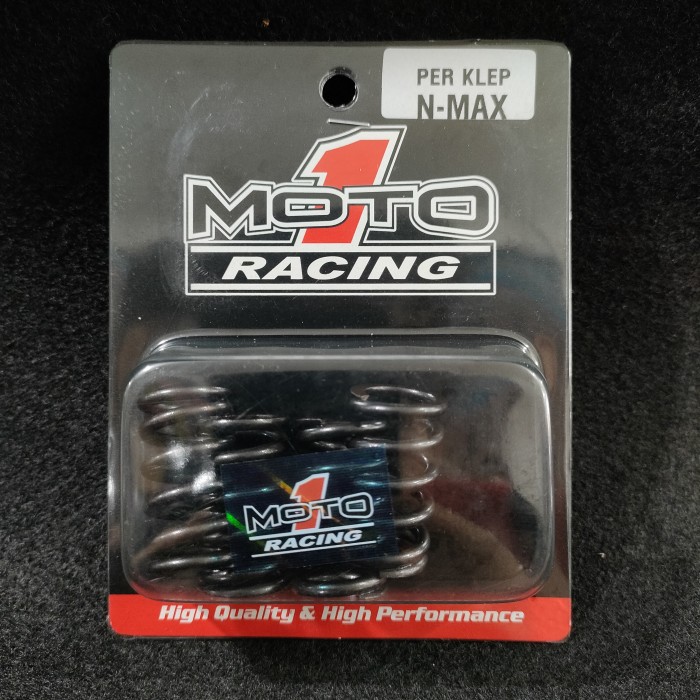 PER KLEP
N-MAX
MOTO 1
RACING
MOTO 1
RACING
High Quality & High Performance